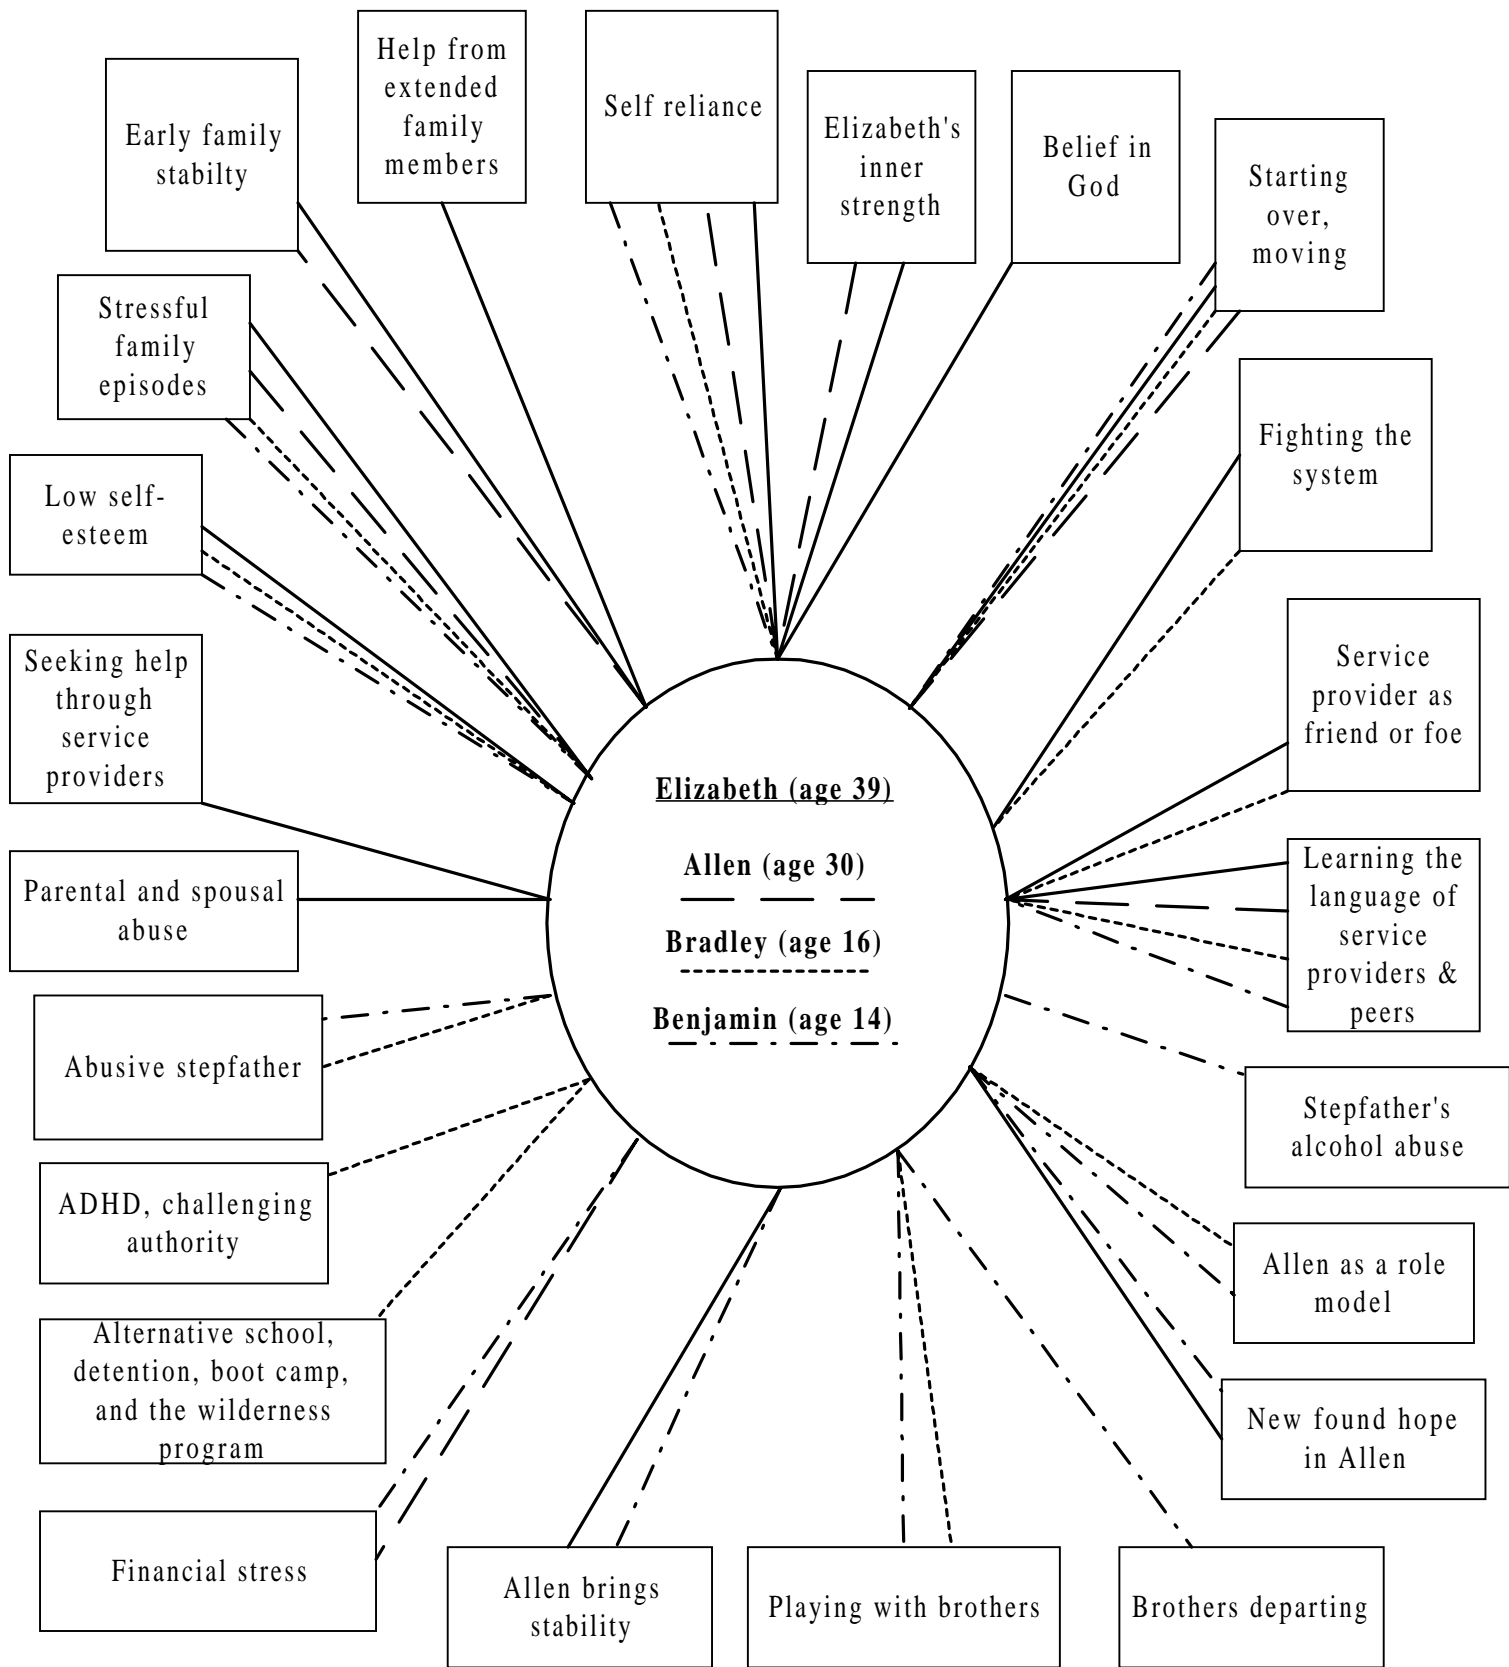 Help from
extended
family
members
Self reliance
Early family
stabilty
Elizabeth's
inner
strength
Belief in
God
Starting
over,
moving
Stressful
family
episodes
Fighting the
system
Low self-
esteem
Seeking help
through
service
providers
Service
provider as
friend or foe
Elizabeth (age 39)
Allen (age 30)
Bradley (age 16)
Benjamin (age 14)
Parental and spousal
abuse
Learning the
language of
service
providers &
peers
Abusive stepfather
Stepfather's
alcohol abuse
ADHD, challenging
authority
Allen as a role
model
Alternative school,
detention, boot camp,
and the wilderness
program
New found hope
in Allen
Financial stress
Allen brings
stability
Playing with brothers
Brothers departing